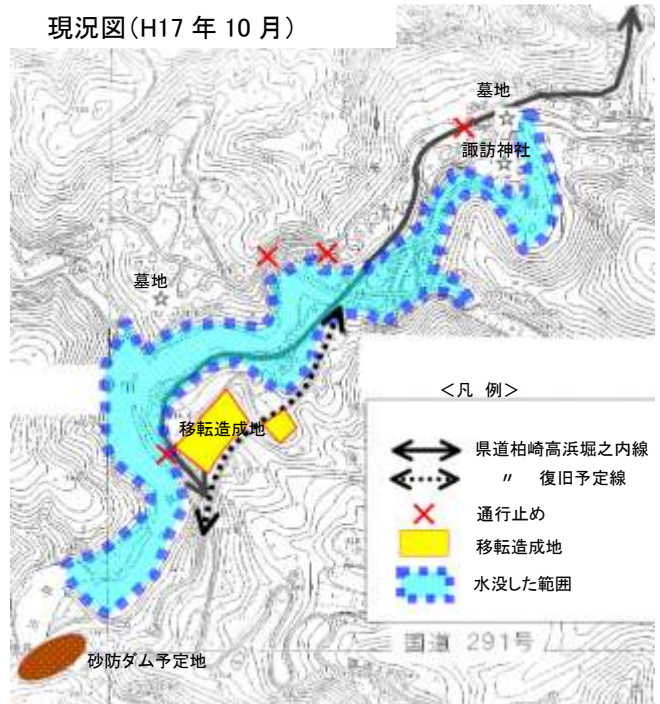 現況図(H17 年 10 月)
墓地
諏訪神社
墓地
移転造成地
<凡 例>
県道柏崎高浜堀之内線
〃 復旧予定線
通行止め
移転造成地
水没した範囲
国道 291号
砂防ダム予定地